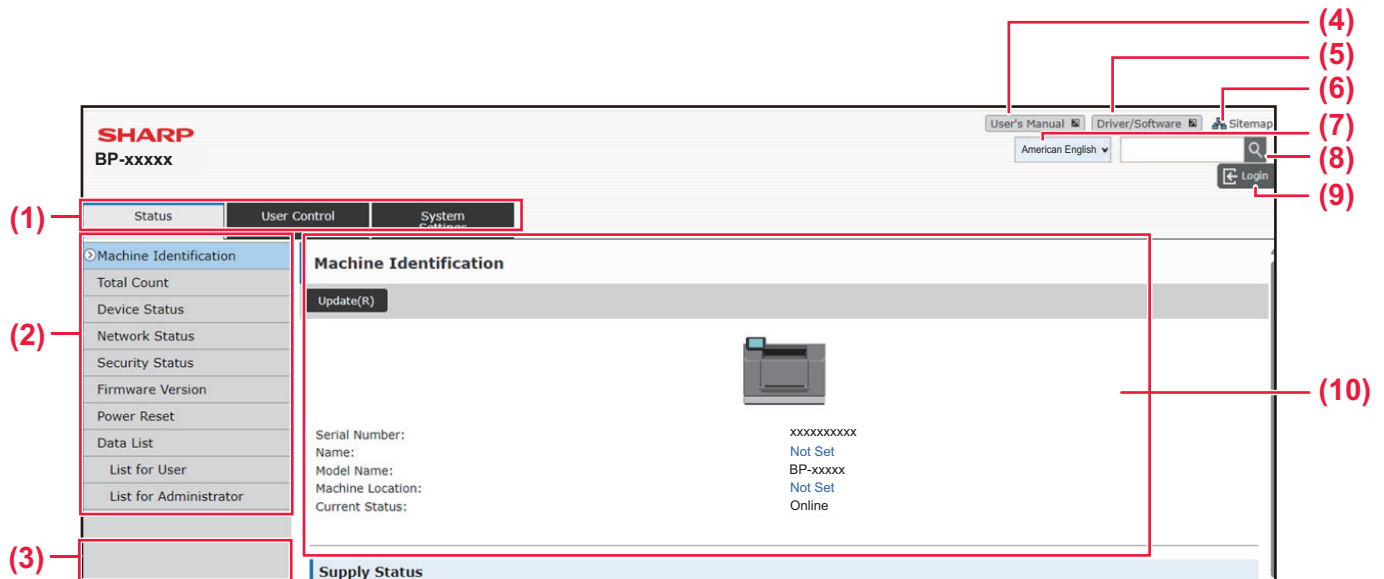 (4)
(5)
(6)
User's Manual Driver/Software Sitemap
(7)
SHARP
American English
(8)
BP-xxxxx
Login
(9)
(1)
Status User Control System Settings
Machine Identification
Machine Identification
Total Count
Update(R)
Device Status
(2)
Network Status
Security Status
Firmware Version
(10)
Power Reset
Data List
List for User
List for Administrator
Serial Number: xxxxxxxxxx
Name: Not Set
Model Name: BP-xxxxx
Machine Location: Not Set
Current Status: Online
(3)
Supply Status